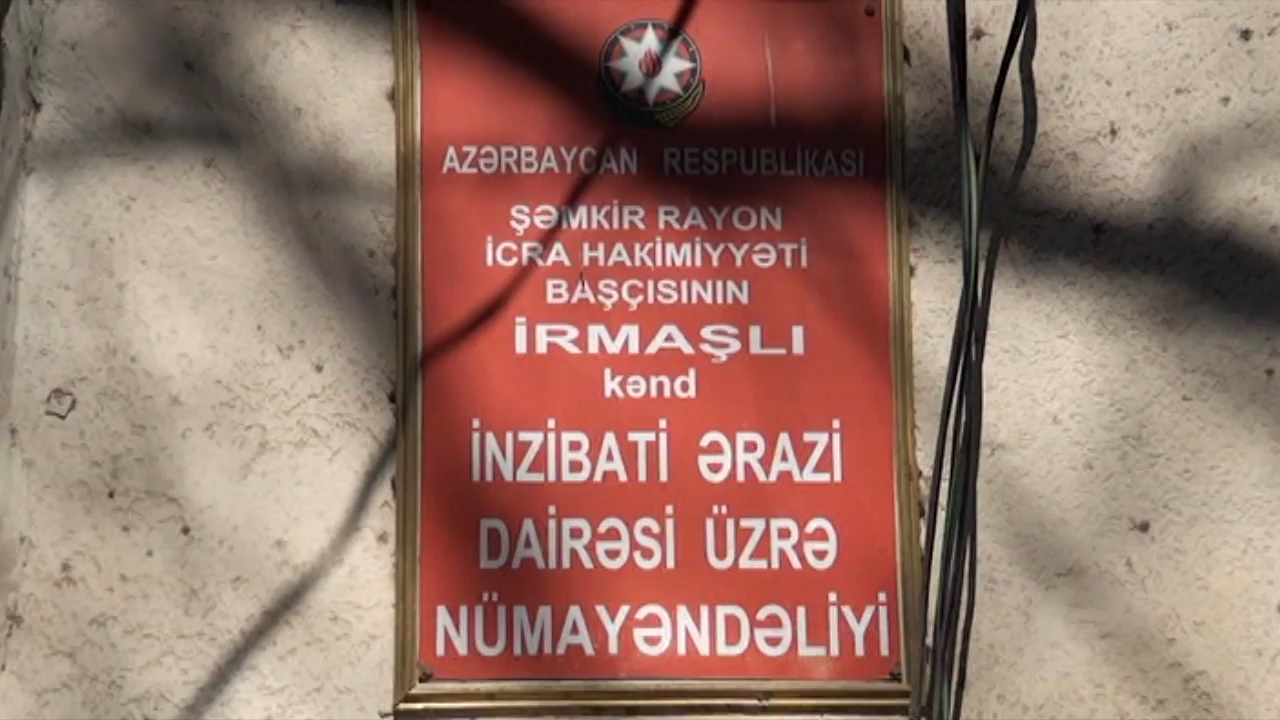 AZƏRBAYCAN RESPUBLİKASI
ŞƏMKİR RAYON
İCRA HAKİMİYYƏTİ
BAŞÇISININ
İRMAŞLI
kənd
İNZİBATİ ƏRAZİ
DAİRƏSİ ÜZRƏ
NÜMAYƏNDƏLİYİ